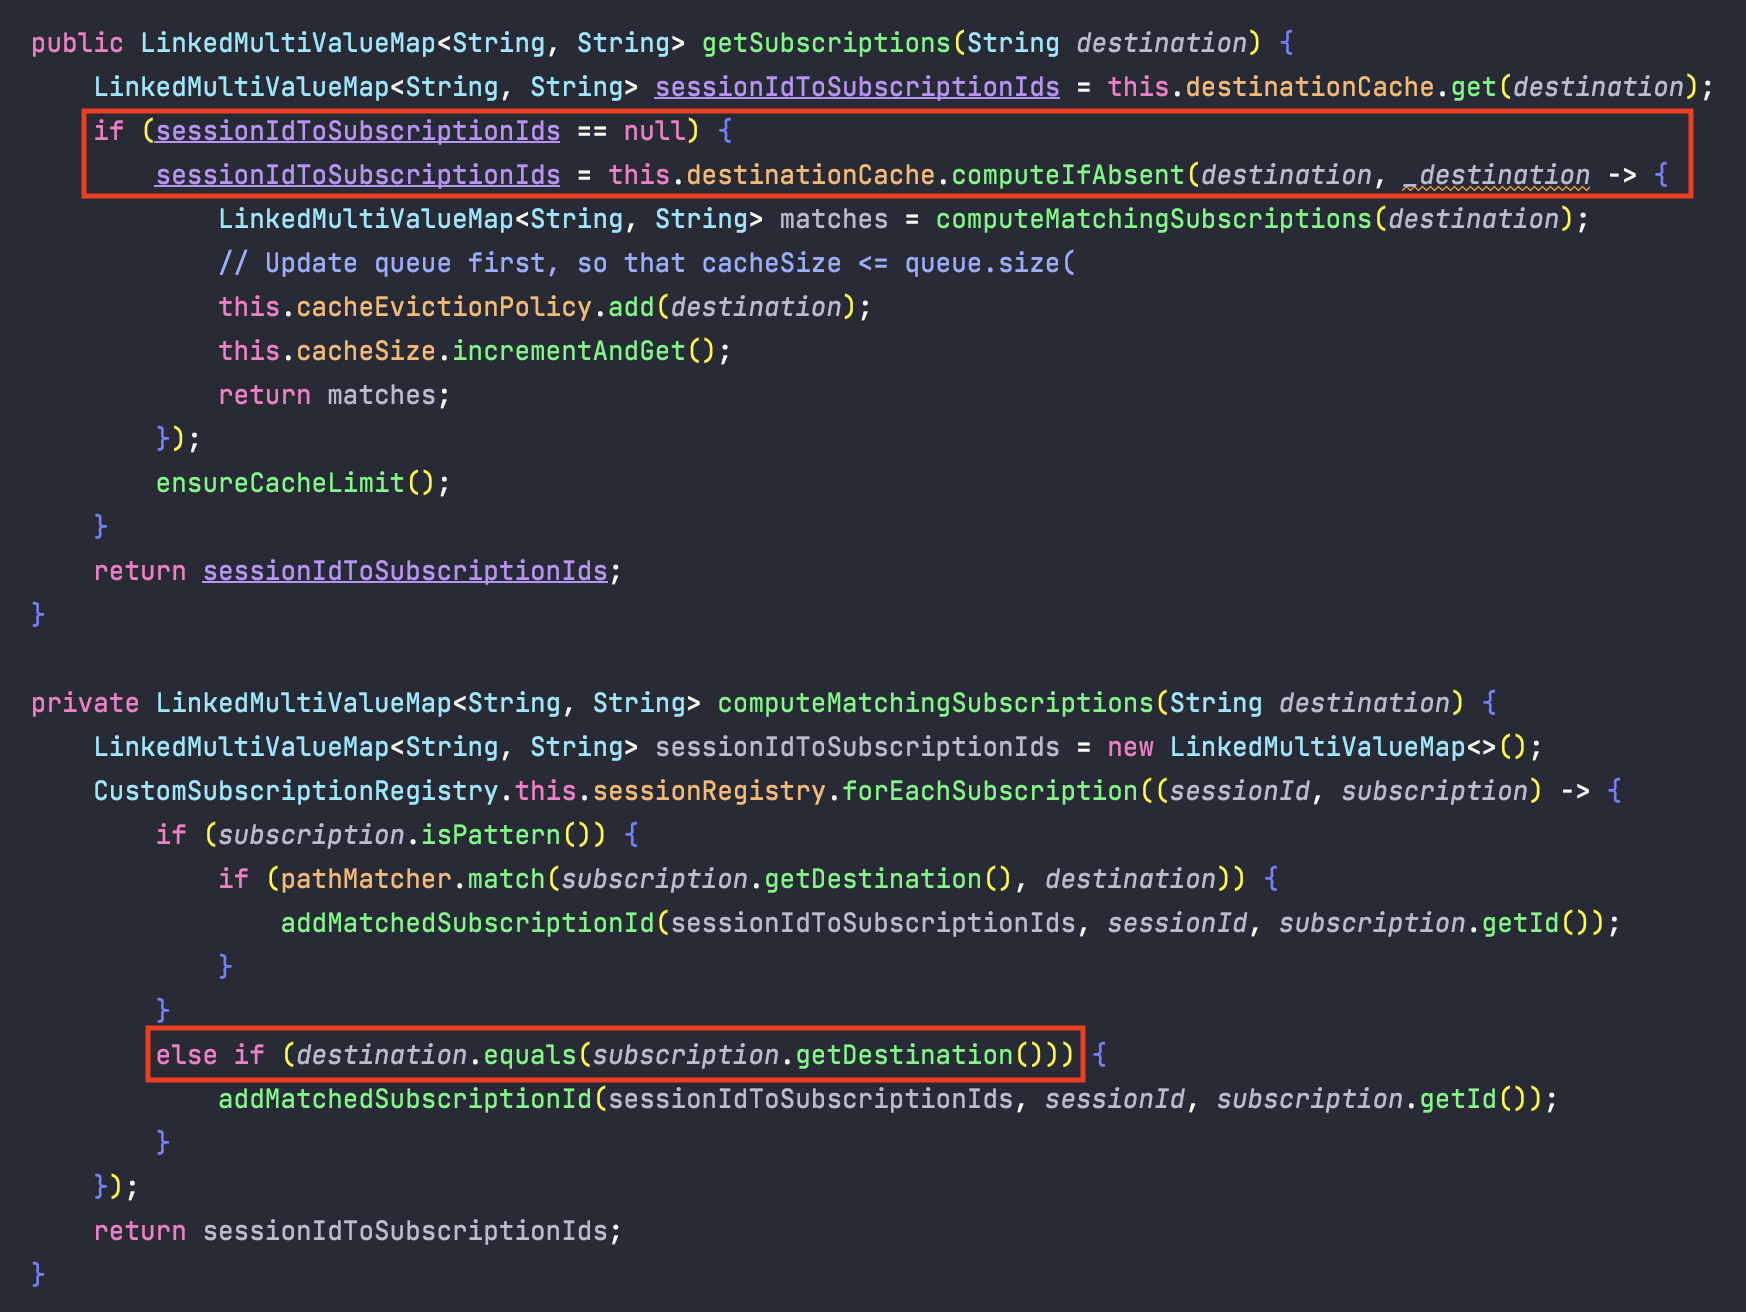 public LinkedMultiValueMap<String, String> getSubscriptions(String destination) {
    LinkedMultiValueMap<String, String> sessionIdToSubscriptionIds = this.destinationCache.get(destination);
    if (sessionIdToSubscriptionIds == null) {
        sessionIdToSubscriptionIds = this.destinationCache.computeIfAbsent(destination, _destination -> {
            LinkedMultiValueMap<String, String> matches = computeMatchingSubscriptions(destination);
            // Update queue first, so that cacheSize <= queue.size(
            this.cacheEvictionPolicy.add(destination);
            this.cacheSize.incrementAndGet();
            return matches;
        });
        ensureCacheLimit();
    }
    return sessionIdToSubscriptionIds;
}

private LinkedMultiValueMap<String, String> computeMatchingSubscriptions(String destination) {
    LinkedMultiValueMap<String, String> sessionIdToSubscriptionIds = new LinkedMultiValueMap<>();
    CustomSubscriptionRegistry.this.sessionRegistry.forEachSubscription((sessionId, subscription) -> {
        if (subscription.isPattern()) {
            if (pathMatcher.match(subscription.getDestination(), destination)) {
                addMatchedSubscriptionId(sessionIdToSubscriptionIds, sessionId, subscription.getId());
            }
        }
        else if (destination.equals(subscription.getDestination())) {
            addMatchedSubscriptionId(sessionIdToSubscriptionIds, sessionId, subscription.getId());
        }
    });
    return sessionIdToSubscriptionIds;
}